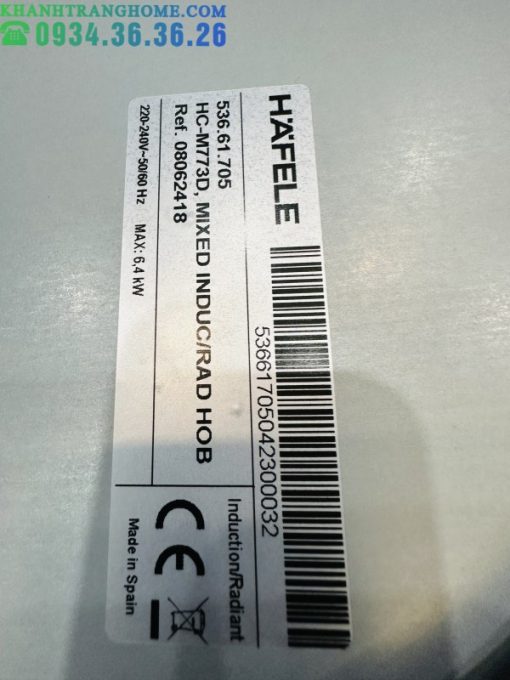 KHANHTRANGHOME.COM
0934.36.36.26
HÄFELE
53661705042300032
536.61.705
HC-M773D, MIXED INDUC/RAD HOB
Ref. 08062418
220-240V~50/60 Hz MAX: 6,4 kW
Induction/Radiant
CE
Made in Spain